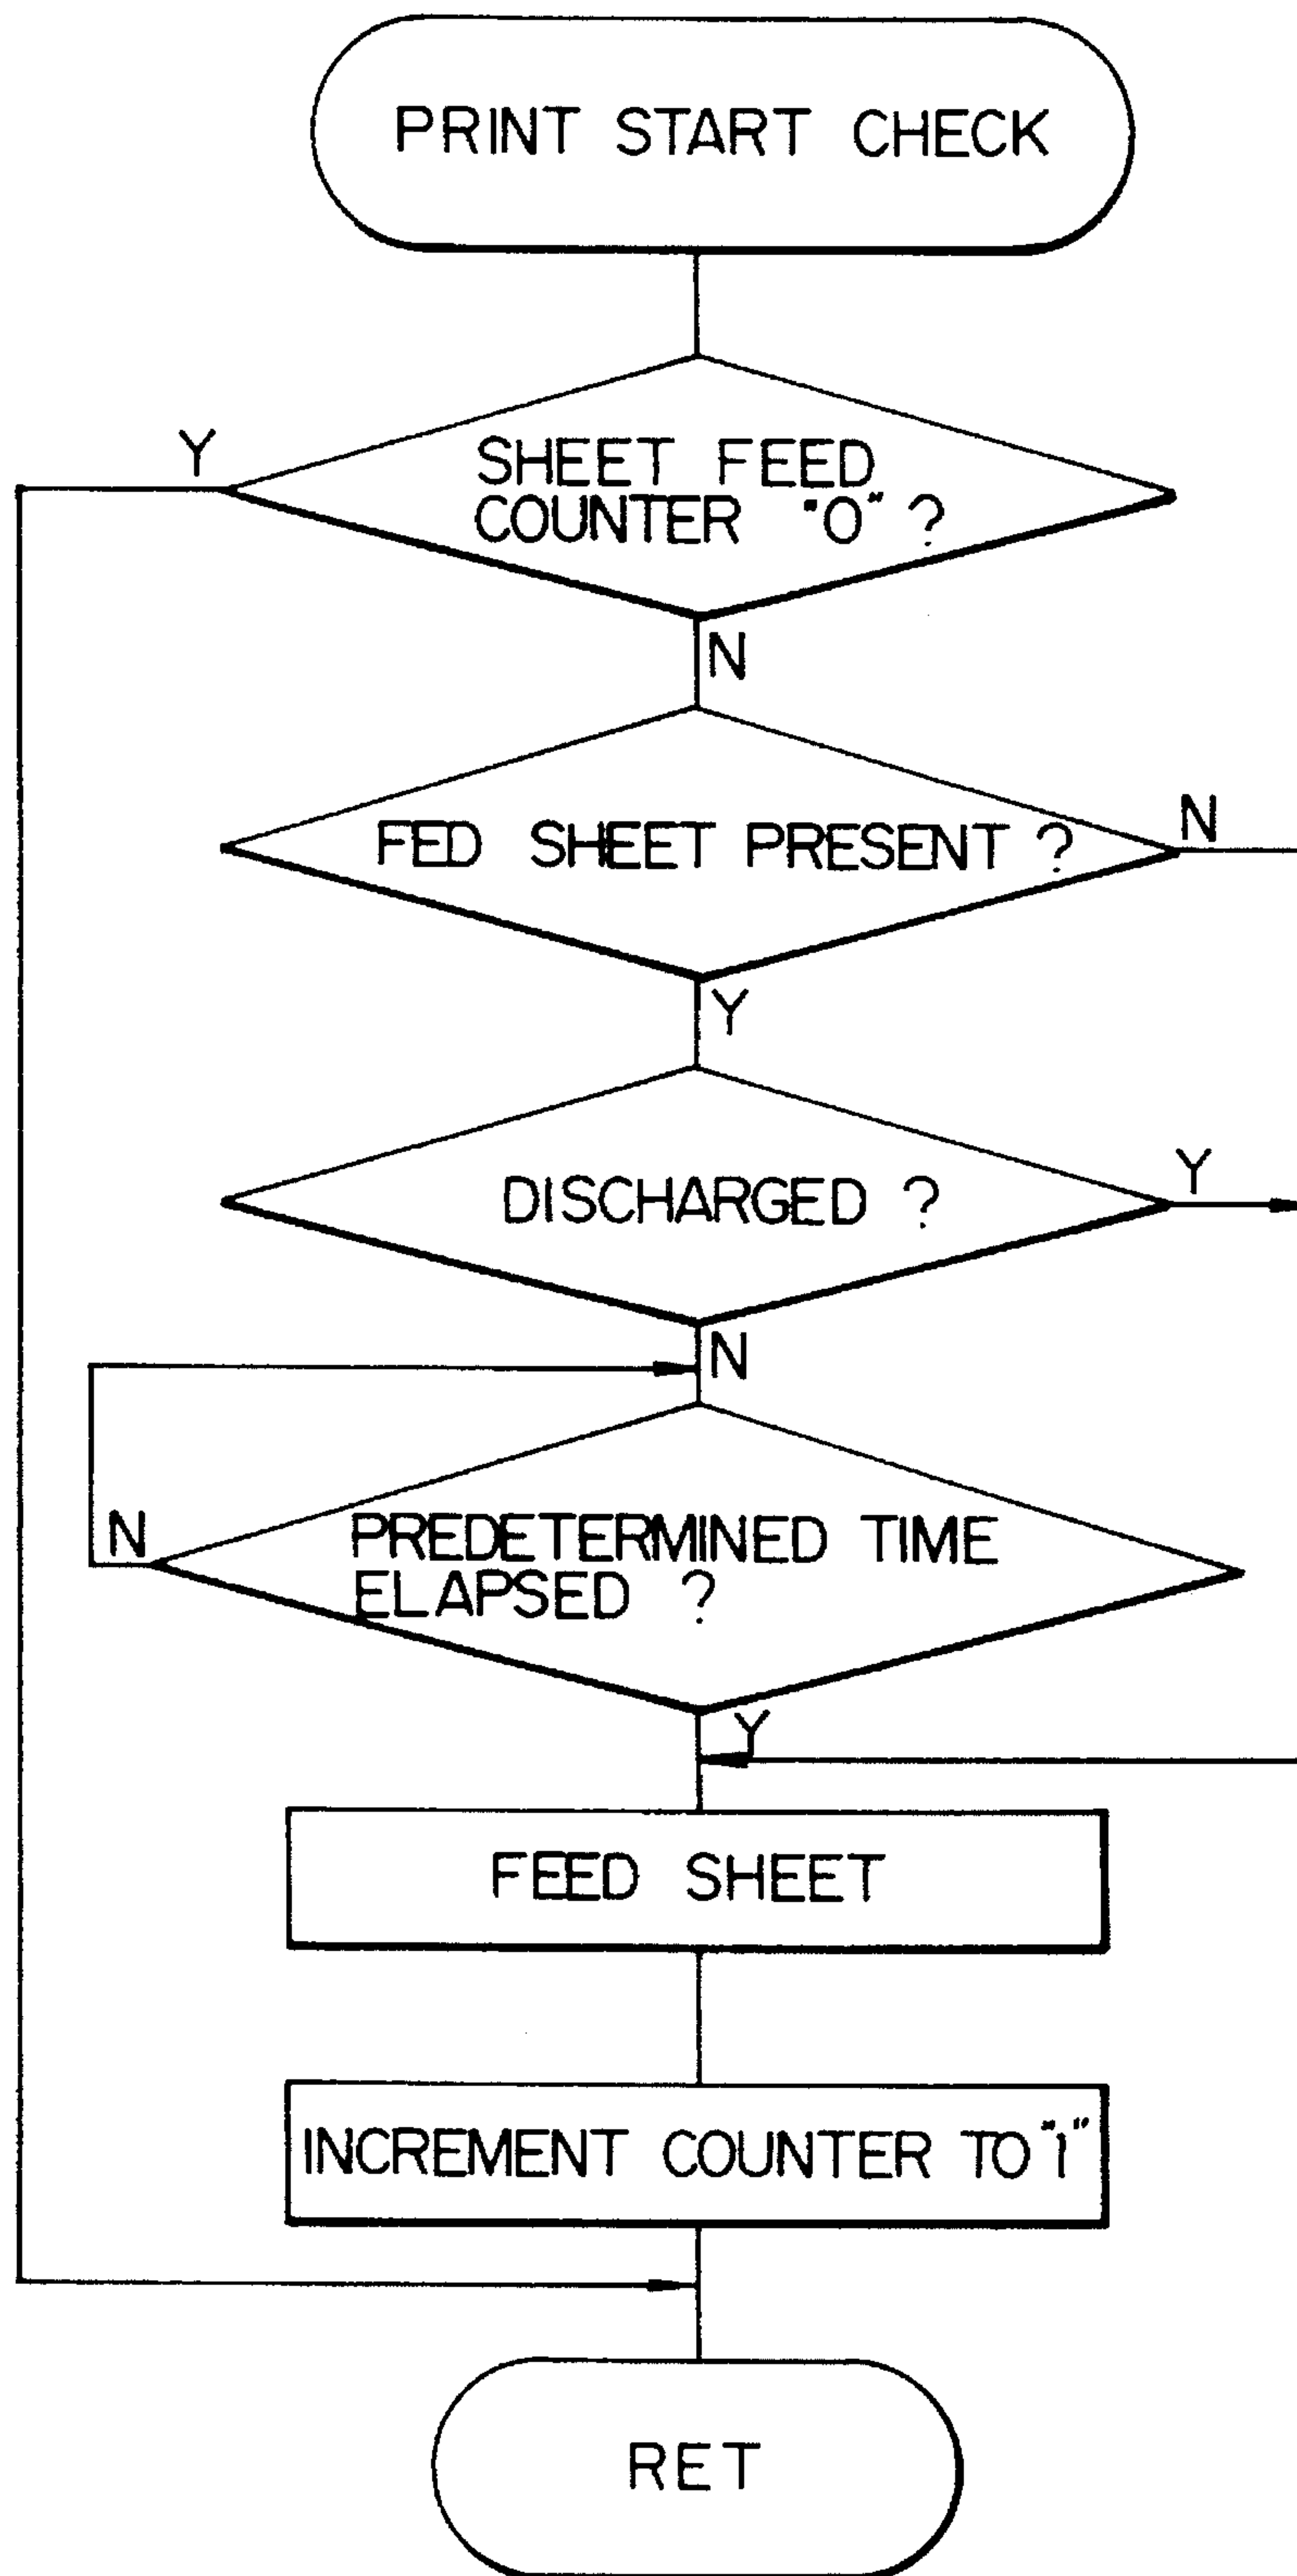 PRINT START CHECK
Y
SHEET FEED
COUNTER "0" ?
N
FED SHEET PRESENT ?
N
Y
DISCHARGED ?
Y
N
N
PREDETERMINED TIME
ELAPSED ?
Y
FEED SHEET
INCREMENT COUNTER TO "1"
RET